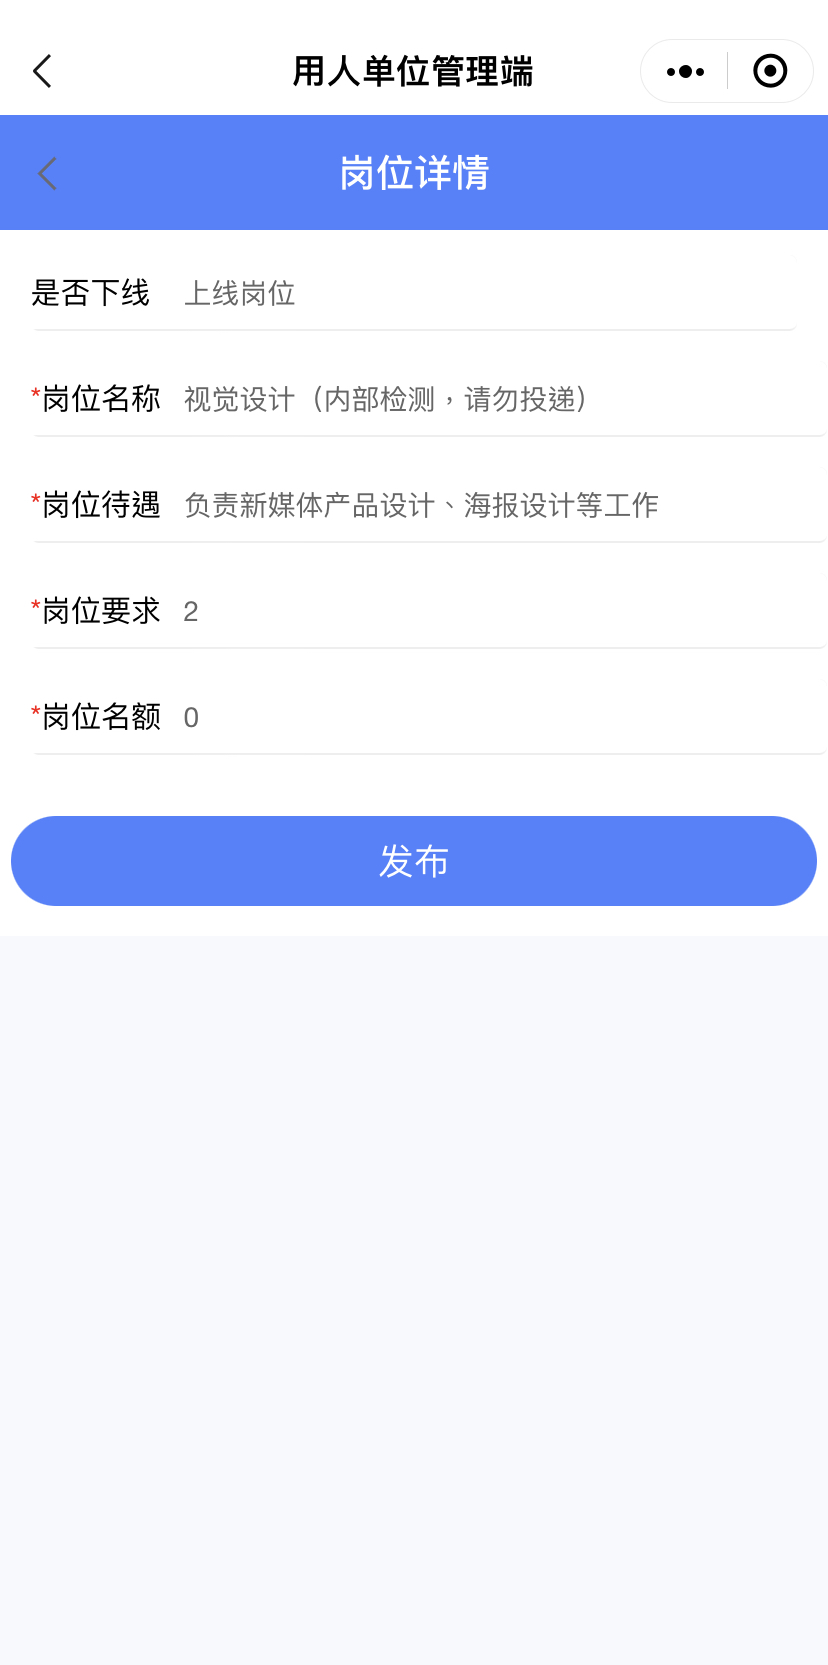 用人单位管理端
岗位详情
是否下线 上线岗位
*岗位名称 视觉设计（内部检测，请勿投递）
*岗位待遇 负责新媒体产品设计、海报设计等工作
*岗位要求 2
*岗位名额 0
发布